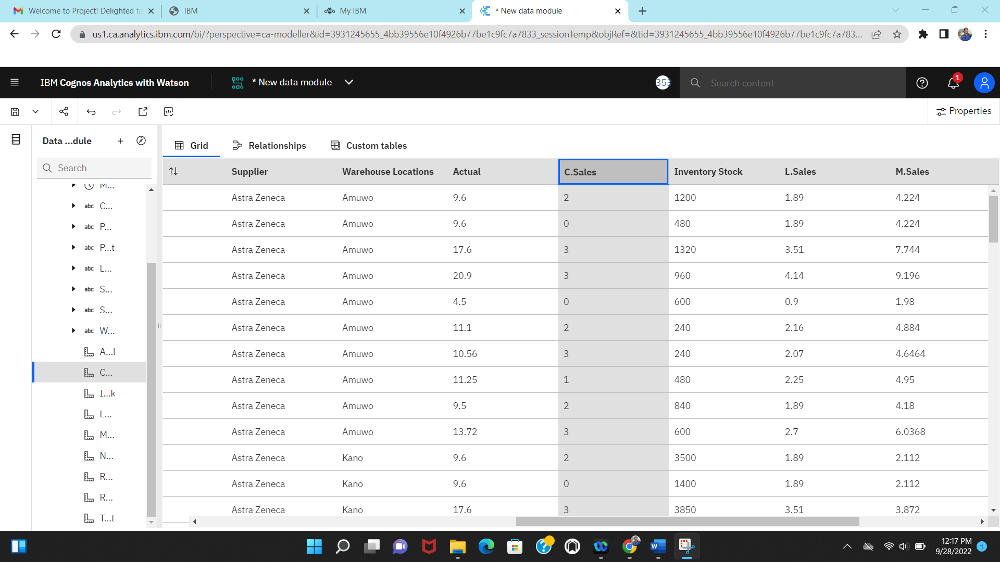 Welcome to Project! Delighted to
IBM
My IBM
* New data module
us1.ca.analytics.ibm.com/bi/?perspective=ca-modeller&id=3931245655_4bb39556e10f4926b77be1c9fc7a7833_sessionTemp&objRef=&tid=3931245655_4bb39556e10f4926b77be1c9fc7a783...
IBM Cognos Analytics with Watson
* New data module
353
Search content
1
Properties
Data ...dule
Search
Grid
Relationships
Custom tables
Supplier Warehouse Locations Actual C.Sales Inventory Stock L.Sales M.Sales
Astra Zeneca Amuwo 9.6 2 1200 1.89 4.224
Astra Zeneca Amuwo 9.6 0 480 1.89 4.224
Astra Zeneca Amuwo 17.6 3 1320 3.51 7.744
Astra Zeneca Amuwo 20.9 3 960 4.14 9.196
Astra Zeneca Amuwo 4.5 0 600 0.9 1.98
Astra Zeneca Amuwo 11.1 2 240 2.16 4.884
Astra Zeneca Amuwo 10.56 3 240 2.07 4.6464
Astra Zeneca Amuwo 11.25 1 480 2.25 4.95
Astra Zeneca Amuwo 9.5 2 840 1.89 4.18
Astra Zeneca Amuwo 13.72 3 600 2.7 6.0368
Astra Zeneca Kano 9.6 2 3500 1.89 2.112
Astra Zeneca Kano 9.6 0 1400 1.89 2.112
Astra Zeneca Kano 17.6 3 3850 3.51 3.872
M...
abc C...
abc P...
abc P...t
abc L...
abc S...
abc S...
abc W...
A...l
C...
I...k
L...
M...
N...
R...
R...
T...t
12:17 PM
9/28/2022
1